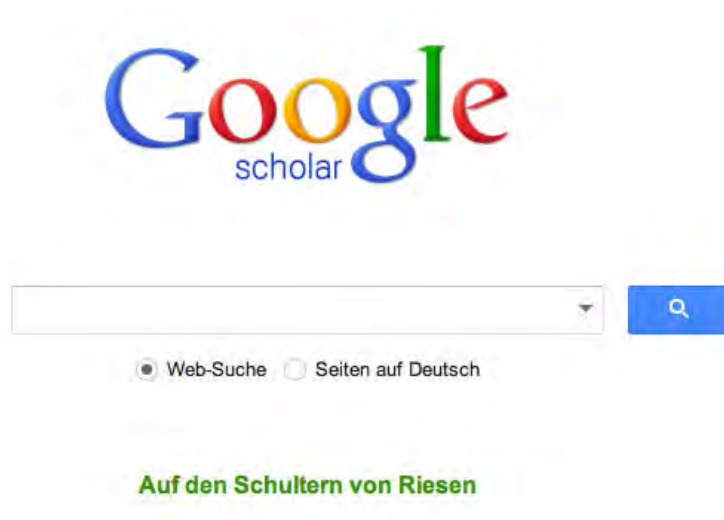 Google
scholar
Web-Suche Seiten auf Deutsch
Auf den Schultern von Riesen